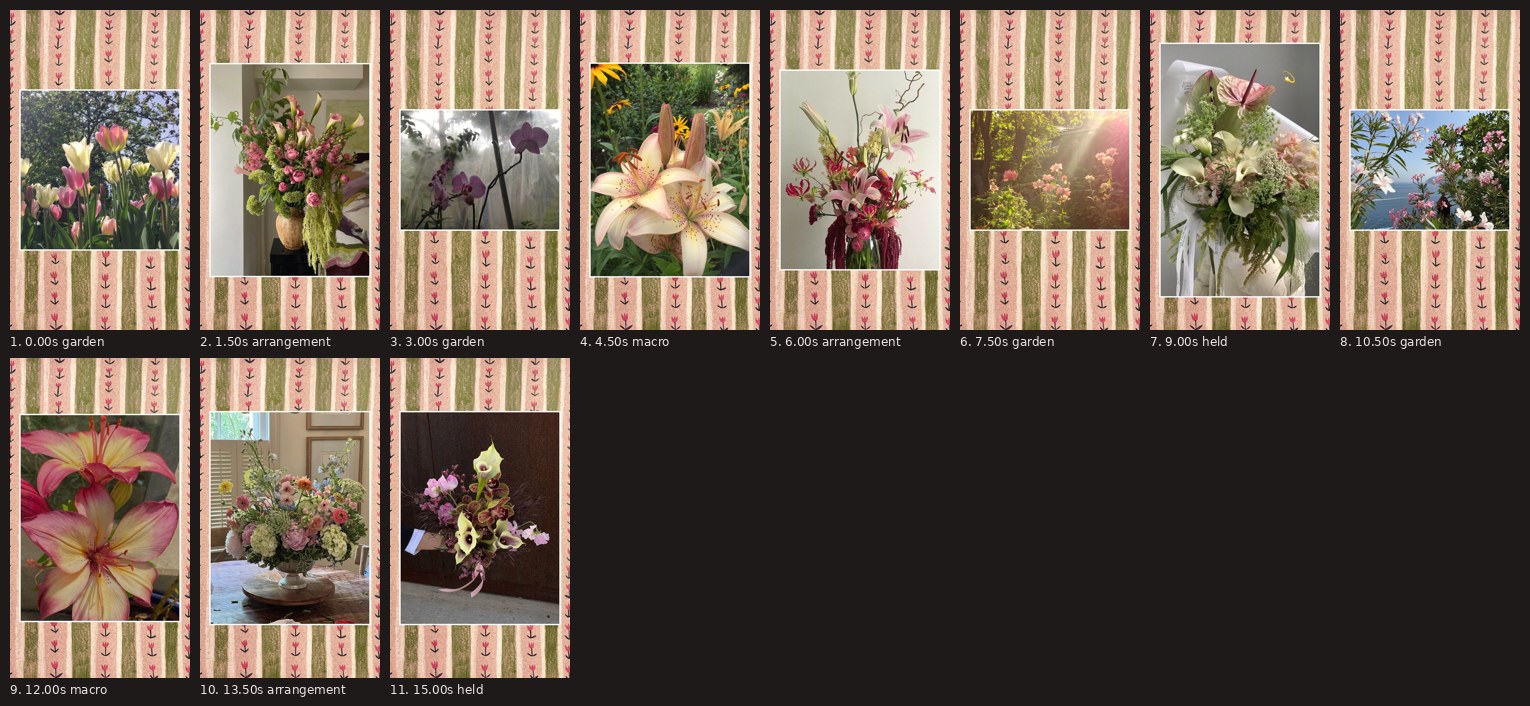 1. 0.00s garden
2. 1.50s arrangement
3. 3.00s garden
4. 4.50s macro
5. 6.00s arrangement
6. 7.50s garden
7. 9.00s held
8. 10.50s garden
9. 12.00s macro
10. 13.50s arrangement
11. 15.00s held